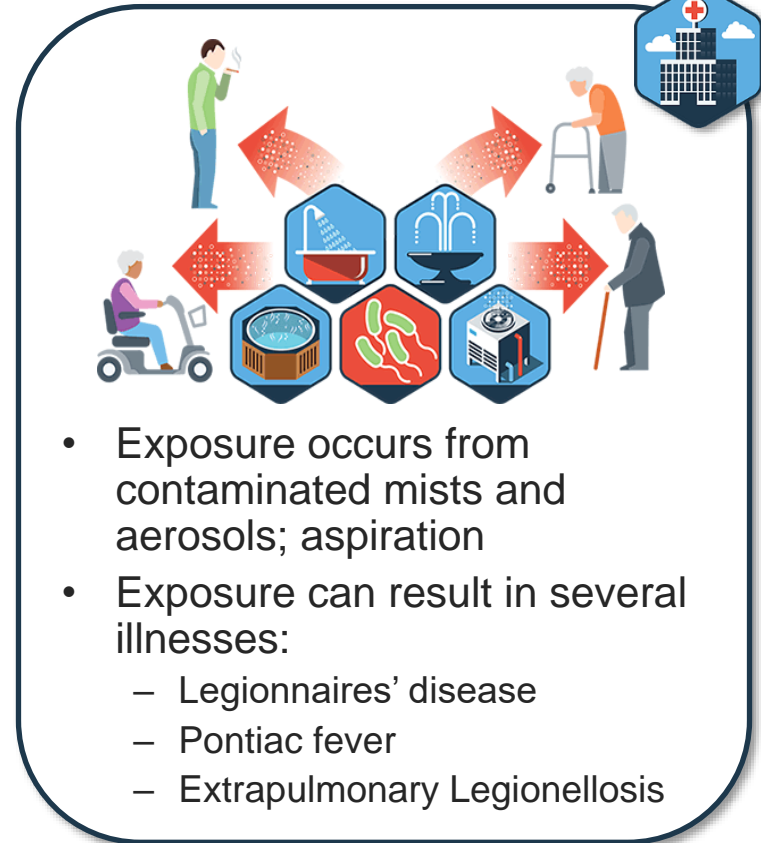 • Exposure occurs from
contaminated mists and
aerosols; aspiration
• Exposure can result in several
illnesses:
– Legionnaires’ disease
– Pontiac fever
– Extrapulmonary Legionellosis